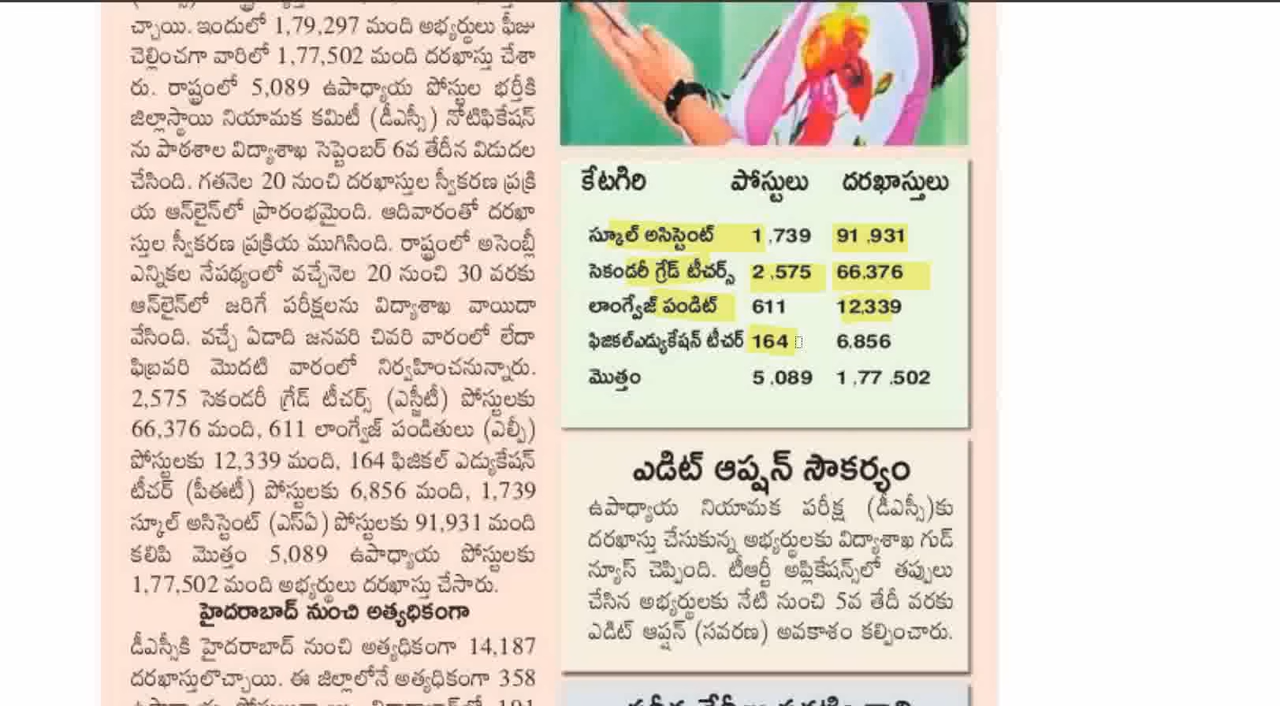 చ్చాయి. ఇందులో 1,79,297 మంది అభ్యర్థులు ఫీజు
చెల్లించగా వారిలో 1,77,502 మంది దరఖాస్తు చేశా
రు. రాష్ట్రంలో 5,089 ఉపాధ్యాయ పోస్టుల భర్తీకి
జిల్లాస్థాయి నియామక కమిటీ (డీఎస్సీ) నోటిఫికేషన్
ను పాఠశాల విద్యాశాఖ సెప్టెంబర్ 6వ తేదీన విడుదల
చేసింది. గతనెల 20 నుంచి దరఖాస్తుల స్వీకరణ ప్రక్రి
య ఆన్‌లైన్‌లో ప్రారంభమైంది. ఆదివారంతో దరఖా
స్తుల స్వీకరణ ప్రక్రియ ముగిసింది. రాష్ట్రంలో అసెంబ్లీ
ఎన్నికల నేపథ్యంలో వచ్చేనెల 20 నుంచి 30 వరకు
ఆన్‌లైన్‌లో జరిగే పరీక్షలను విద్యాశాఖ వాయిదా
వేసింది. వచ్చే ఏడాది జనవరి చివరి వారంలో లేదా
ఫిబ్రవరి మొదటి వారంలో నిర్వహించనున్నారు.
2,575 సెకండరీ గ్రేడ్ టీచర్స్ (ఎస్జీటీ) పోస్టులకు
66,376 మంది, 611 లాంగ్వేజ్ పండితులు (ఎల్పీ)
పోస్టులకు 12,339 మంది, 164 ఫిజికల్ ఎడ్యుకేషన్
టీచర్ (పీఈటీ) పోస్టులకు 6,856 మంది, 1,739
స్కూల్ అసిస్టెంట్ (ఎస్ఏ) పోస్టులకు 91,931 మంది
కలిపి మొత్తం 5,089 ఉపాధ్యాయ పోస్టులకు
1,77,502 మంది అభ్యర్థులు దరఖాస్తు చేసారు.
హైదరాబాద్ నుంచి అత్యధికంగా
డీఎస్సీకి హైదరాబాద్ నుంచి అత్యధికంగా 14,187
దరఖాస్తులొచ్చాయి. ఈ జిల్లాలోనే అత్యధికంగా 358
కేటగిరి పోస్టులు దరఖాస్తులు
స్కూల్ అసిస్టెంట్ 1,739 91,931
సెకండరీ గ్రేడ్ టీచర్స్ 2,575 66.376
లాంగ్వేజ్ పండిట్ 611 12,339
ఫిజికల్ఎడ్యుకేషన్ టీచర్ 164 6,856
మొత్తం 5,089 1,77,502
ఎడిట్ ఆప్షన్ సౌకర్యం
ఉపాధ్యాయ నియామక పరీక్ష (డీఎస్సీ)కు
దరఖాస్తు చేసుకున్న అభ్యర్థులకు విద్యాశాఖ గుడ్
న్యూస్ చెప్పింది. టీఆర్టీ అప్లికేషన్స్‌లో తప్పులు
చేసిన అభ్యర్థులకు నేటి నుంచి 5వ తేదీ వరకు
ఎడిట్ ఆప్షన్ (సవరణ) అవకాశం కల్పించారు.